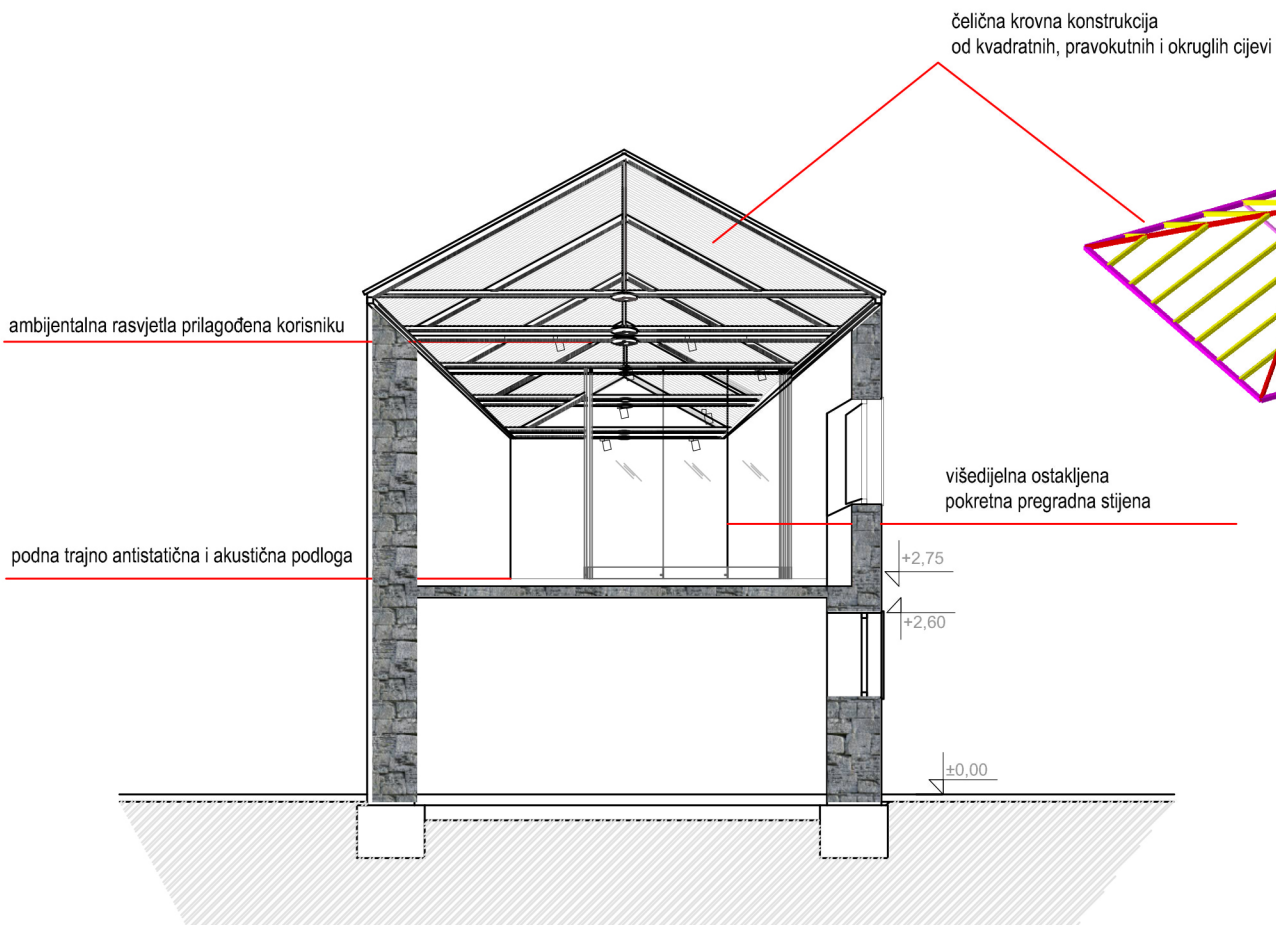 čelična krovna konstrukcija
od kvadratnih, pravokutnih i okruglih cijevi
ambijentalna rasvjetla prilagođena korisniku
višedijelna ostakljena
pokretna pregradna stijena
podna trajno antistatična i akustična podloga
+2,75
+2,60
±0,00